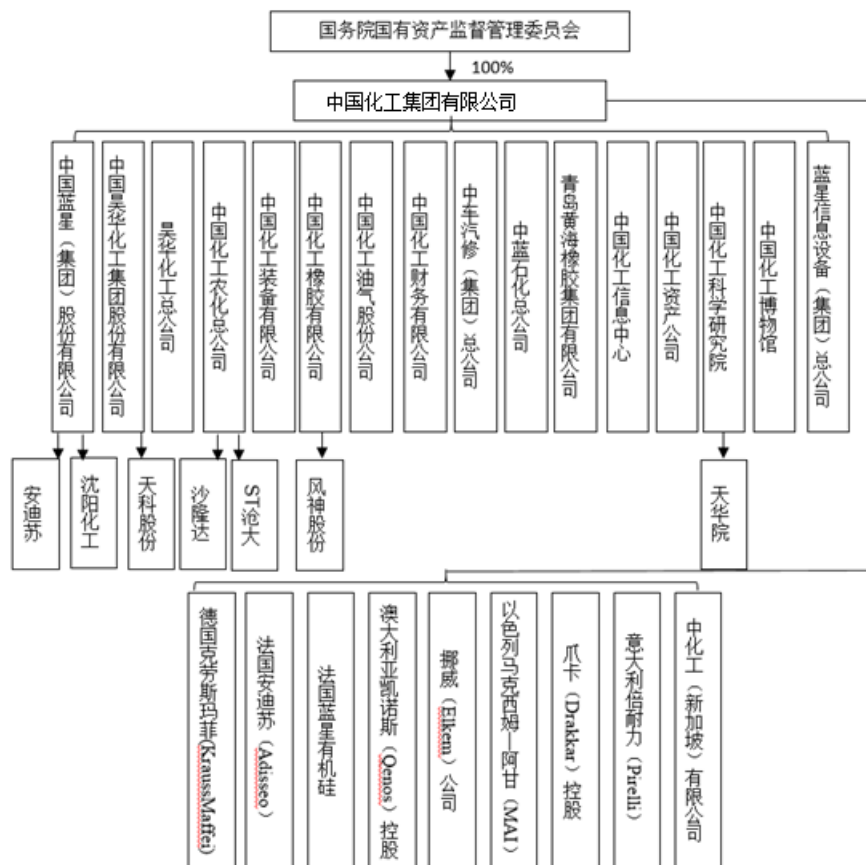 国务院国有资产监督管理委员会
100%
中国化工集团有限公司
中国蓝星（集团）股份有限公司
中国昊华化工集团股份有限公司
昊华化工总公司
中国化工农化总公司
中国化工装备有限公司
中国化工橡胶有限公司
中国化工油气股份公司
中国化工财务有限公司
中车汽修（集团）总公司
中蓝石化总公司
青岛黄海橡胶集团有限公司
中国化工信息中心
中国化工资产公司
中国化工科学研究院
中国化工博物馆
蓝星信息设备（集团）总公司
安迪苏
沈阳化工
天科股份
沙隆达
ST沧大
风神股份
天华院
德国克劳斯玛菲(KraussMaffei)
法国安迪苏（Adisseo）
法国蓝星有机硅
澳大利亚凯诺斯（Qenos）控股
挪威（Elkem）公司
以色列马克西姆—阿甘（MAI）
爪卡（Drakkar）控股
意大利倍耐力（Pirelli）
中化工（新加坡）有限公司